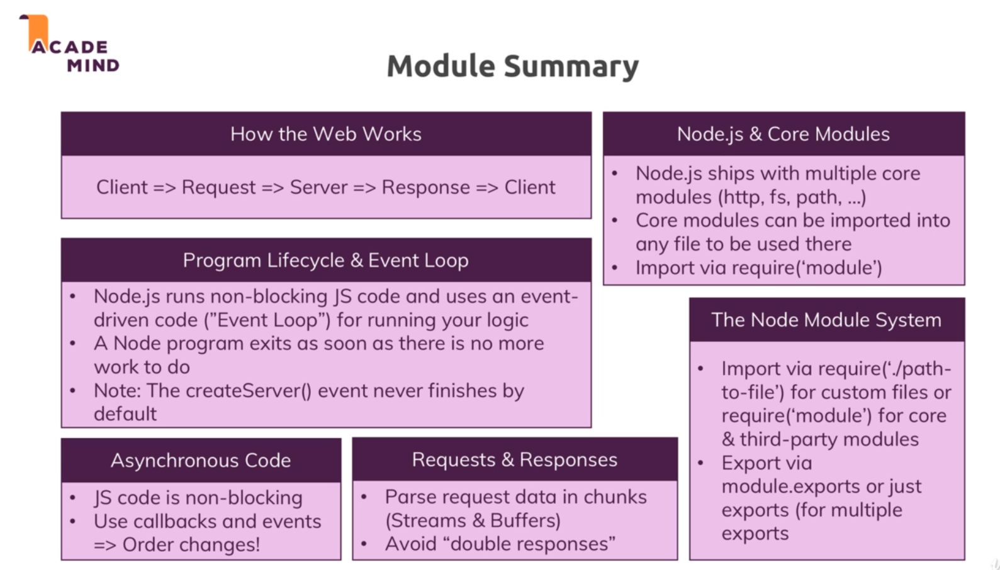 ACADE
MIND
Module Summary
How the Web Works
Client => Request => Server => Response => Client
Program Lifecycle & Event Loop
• Node.js runs non-blocking JS code and uses an event-
driven code (”Event Loop”) for running your logic
• A Node program exits as soon as there is no more
work to do
• Note: The createServer() event never finishes by
default
Asynchronous Code
• JS code is non-blocking
• Use callbacks and events
=> Order changes!
Requests & Responses
• Parse request data in chunks
(Streams & Buffers)
• Avoid “double responses”
Node.js & Core Modules
• Node.js ships with multiple core
modules (http, fs, path, ...)
• Core modules can be imported into
any file to be used there
• Import via require(‘module’)
The Node Module System
• Import via require(‘./path-
to-file’) for custom files or
require(‘module’) for core
& third-party modules
• Export via
module.exports or just
exports (for multiple
exports